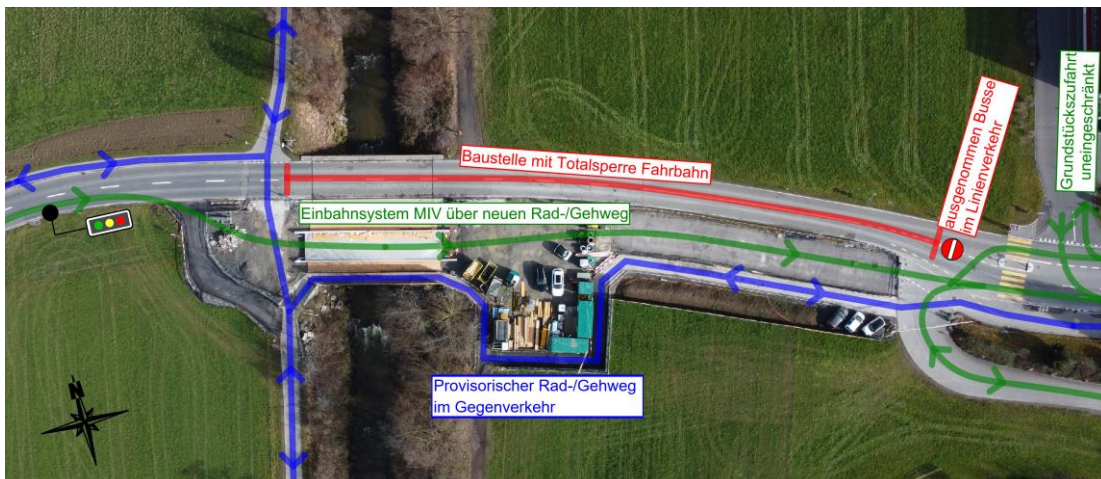 Baustelle mit Totalsperre Fahrbahn
ausgenommen Busse
im Linienverkehr
Grundstückszufahrt
uneingeschränkt
Einbahnsystem MIV über neuen Rad-/Gehweg
Provisorischer Rad-/Gehweg
im Gegenverkehr
N